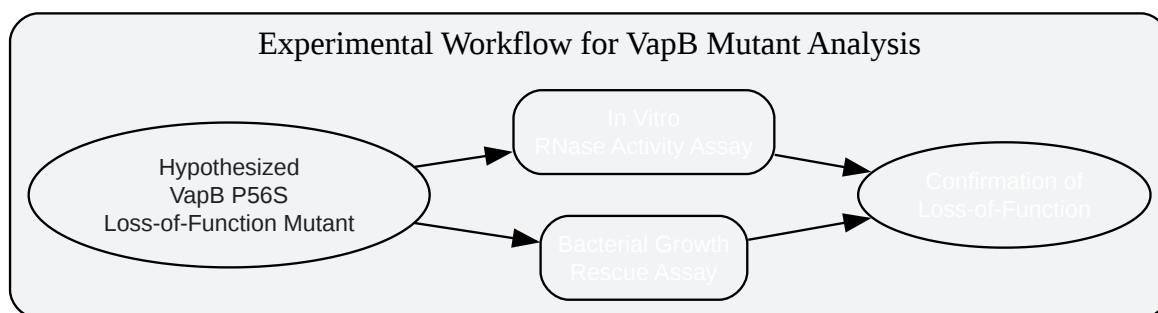 Experimental Workflow for VapB Mutant Analysis
Hypothesized
VapB P56S
Loss-of-Function Mutant
In Vitro
RNase Activity Assay
Bacterial Growth
Rescue Assay
Confirmation of
Loss-of-Function